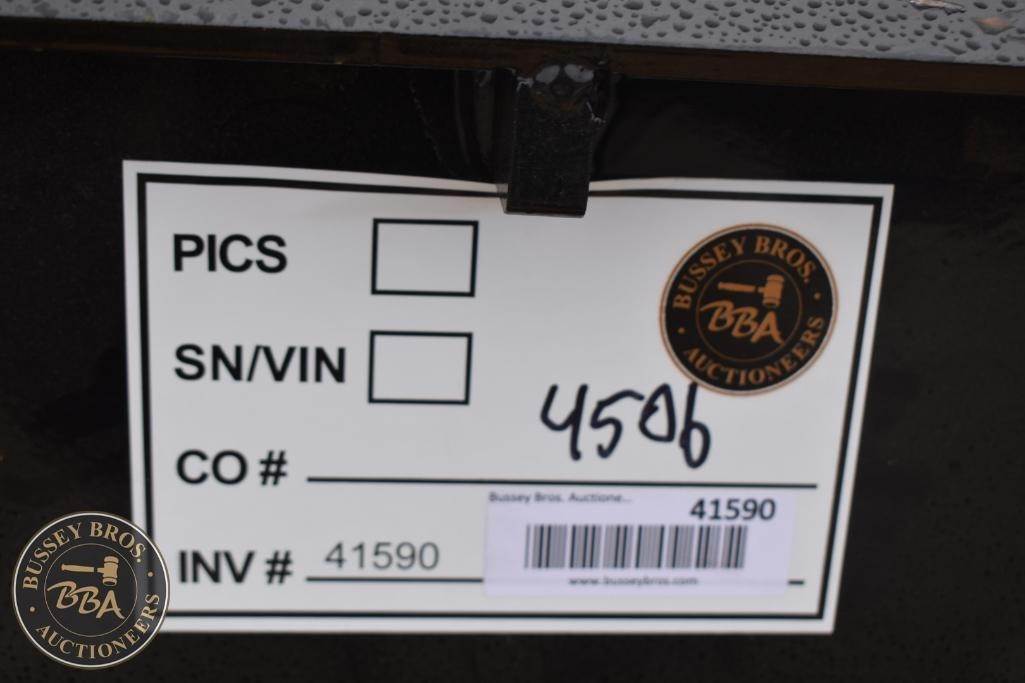 PICS
BUSSEY BROS.
BBA
AUCTIONEERS
SN/VIN
4506
CO #
Bussey Bros. Auctione...
41590
INV # 41590
www.busseybros.com
BUSSEY BROS.
BBA
AUCTIONEERS